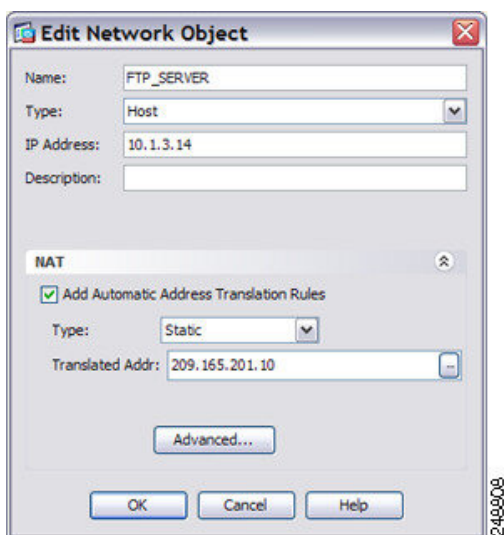 Edit Network Object
Name: FTP_SERVER
Type: Host
IP Address: 10.1.3.14
Description:
NAT
Add Automatic Address Translation Rules
Type: Static
Translated Addr: 209.165.201.10
...
Advanced...
OK Cancel Help
248808